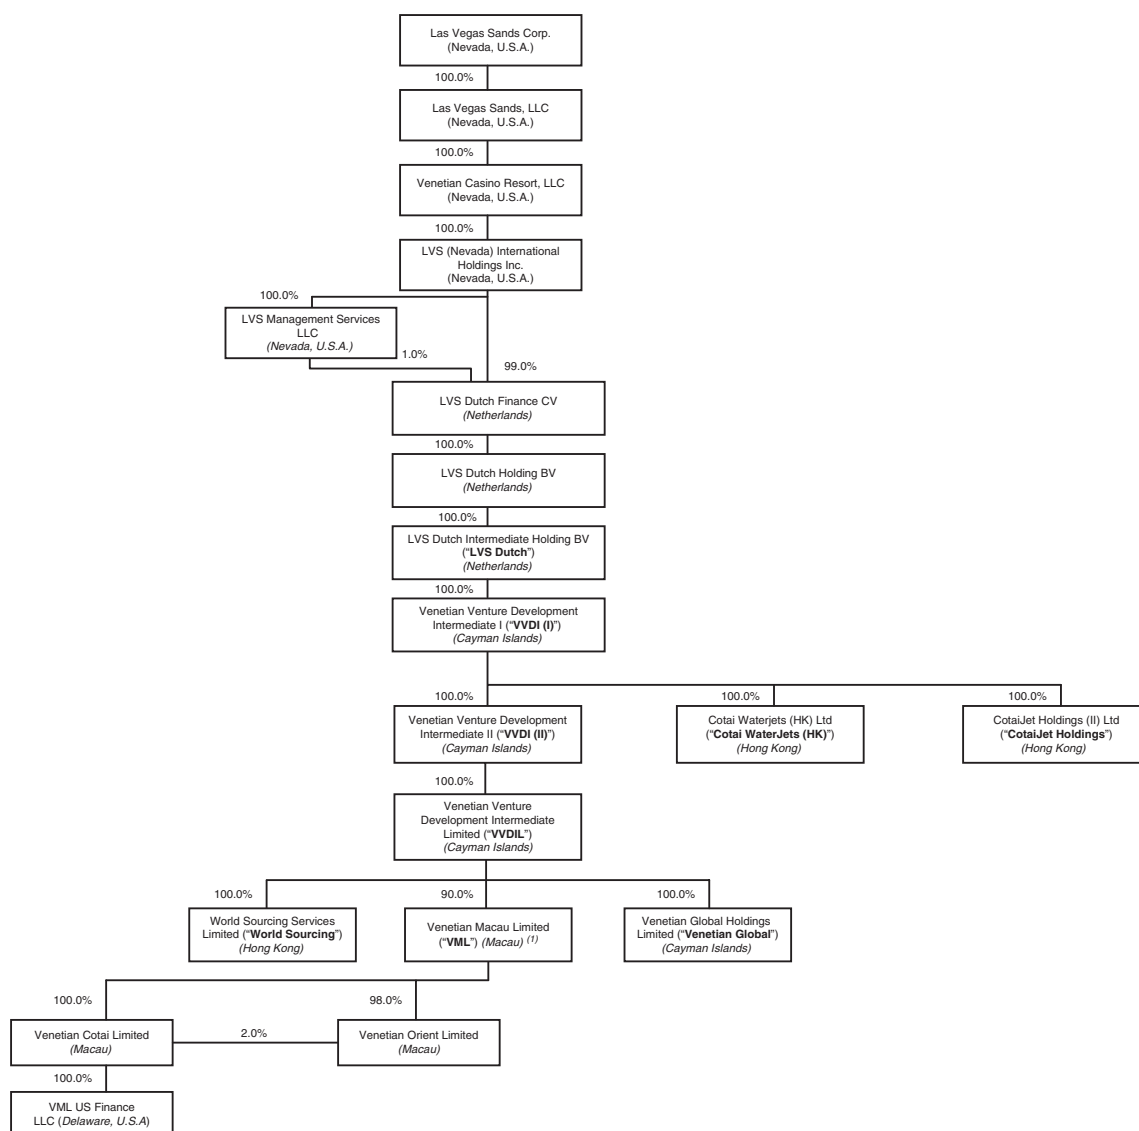 Las Vegas Sands Corp.
(Nevada, U.S.A.)
100.0%
Las Vegas Sands, LLC
(Nevada, U.S.A.)
100.0%
Venetian Casino Resort, LLC
(Nevada, U.S.A.)
100.0%
LVS (Nevada) International
Holdings Inc.
(Nevada, U.S.A.)
100.0%
LVS Management Services
LLC
(Nevada, U.S.A.)
1.0%
99.0%
LVS Dutch Finance CV
(Netherlands)
100.0%
LVS Dutch Holding BV
(Netherlands)
100.0%
LVS Dutch Intermediate Holding BV
(“LVS Dutch”)
(Netherlands)
100.0%
Venetian Venture Development
Intermediate I (“VVDI (I)”)
(Cayman Islands)
100.0%
100.0%
100.0%
Venetian Venture Development
Intermediate II (“VVDI (II)”)
(Cayman Islands)
Cotai Waterjets (HK) Ltd
(“Cotai WaterJets (HK)”)
(Hong Kong)
CotaiJet Holdings (II) Ltd
(“CotaiJet Holdings”)
(Hong Kong)
100.0%
Venetian Venture
Development Intermediate
Limited (“VVDIL”)
(Cayman Islands)
100.0%
90.0%
100.0%
World Sourcing Services
Limited (“World Sourcing”)
(Hong Kong)
Venetian Macau Limited
(“VML”) (Macau) (1)
Venetian Global Holdings
Limited (“Venetian Global”)
(Cayman Islands)
100.0%
98.0%
Venetian Cotai Limited
(Macau)
2.0%
Venetian Orient Limited
(Macau)
100.0%
VML US Finance
LLC (Delaware, U.S.A)